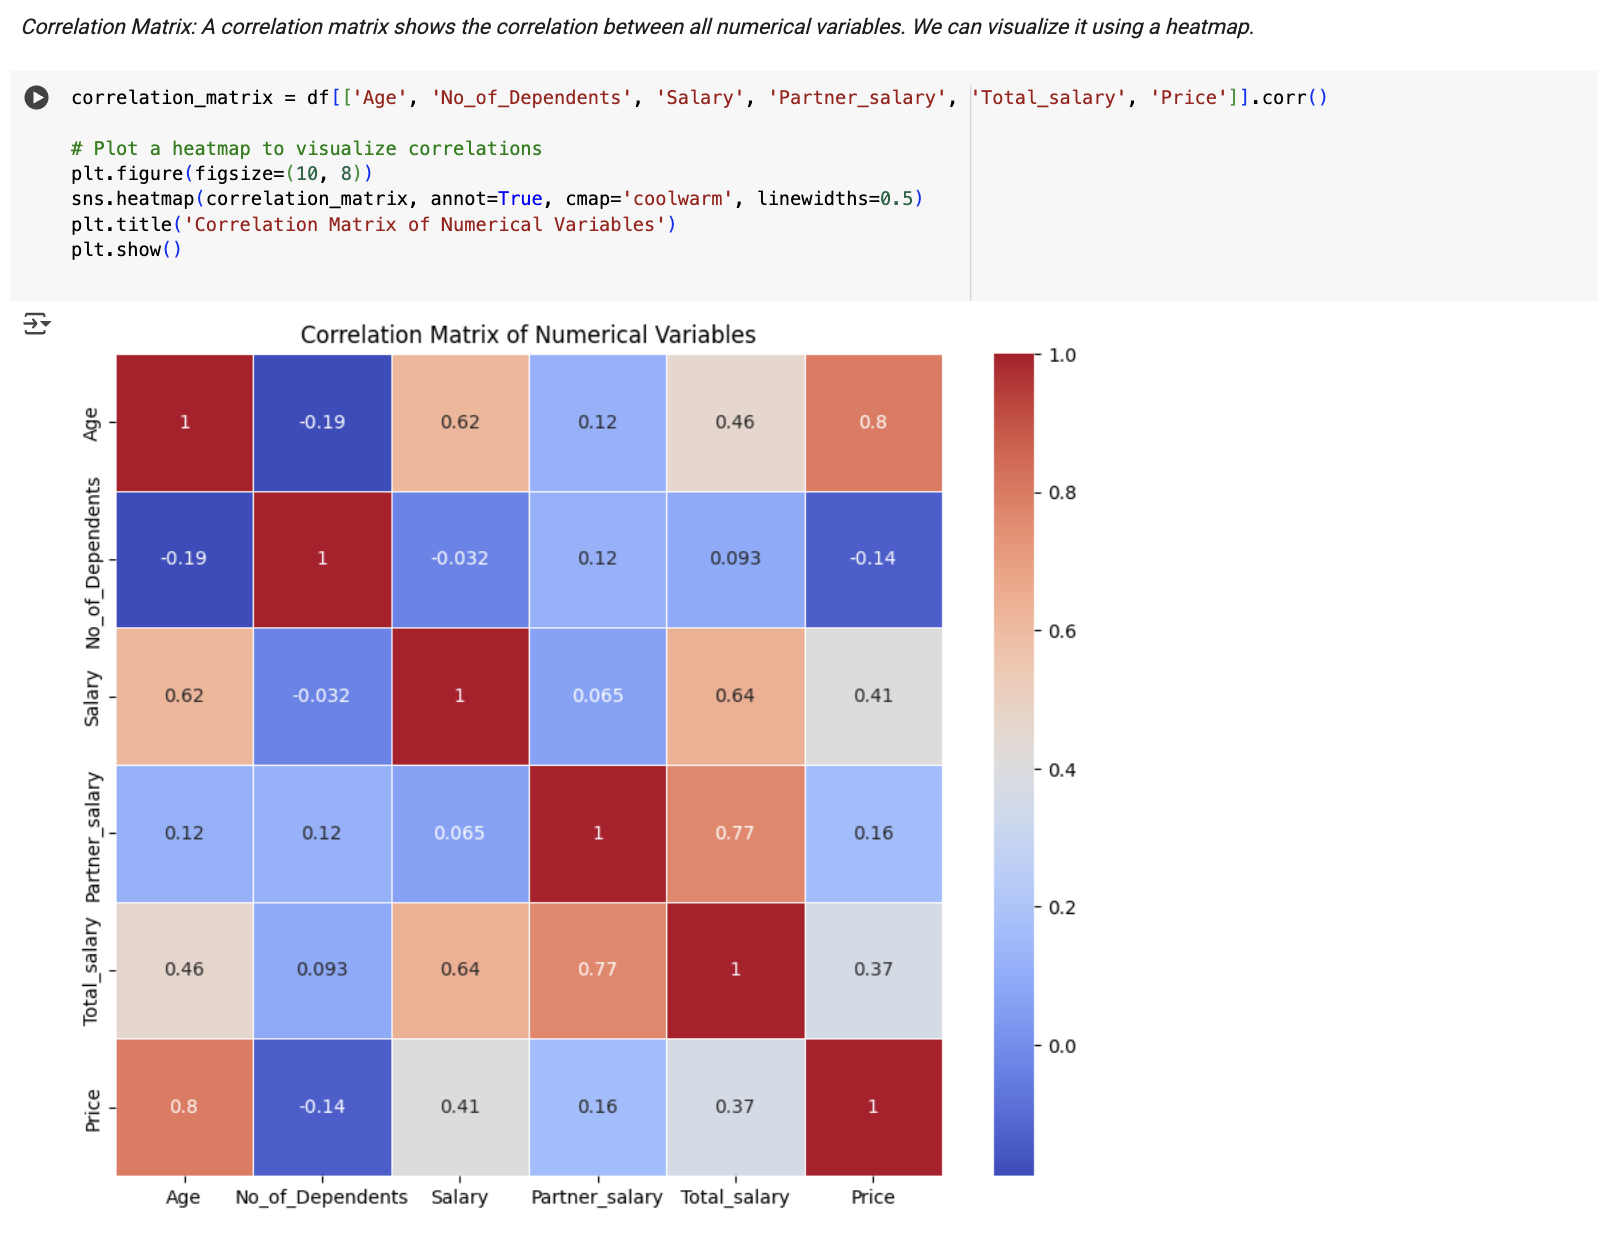 Correlation Matrix: A correlation matrix shows the correlation between all numerical variables. We can visualize it using a heatmap.
correlation_matrix = df[['Age', 'No_of_Dependents', 'Salary', 'Partner_salary', 'Total_salary', 'Price']].corr()
# Plot a heatmap to visualize correlations
plt.figure(figsize=(10, 8))
sns.heatmap(correlation_matrix, annot=True, cmap='coolwarm', linewidths=0.5)
plt.title('Correlation Matrix of Numerical Variables')
plt.show()
Correlation Matrix of Numerical Variables
Age 1 -0.19 0.62 0.12 0.46 0.8
No_of_Dependents -0.19 1 -0.032 0.12 0.093 -0.14
Salary 0.62 -0.032 1 0.065 0.64 0.41
Partner_salary 0.12 0.12 0.065 1 0.77 0.16
Total_salary 0.46 0.093 0.64 0.77 1 0.37
Price 0.8 -0.14 0.41 0.16 0.37 1
Age No_of_Dependents Salary Partner_salary Total_salary Price
1.0
0.8
0.6
0.4
0.2
0.0